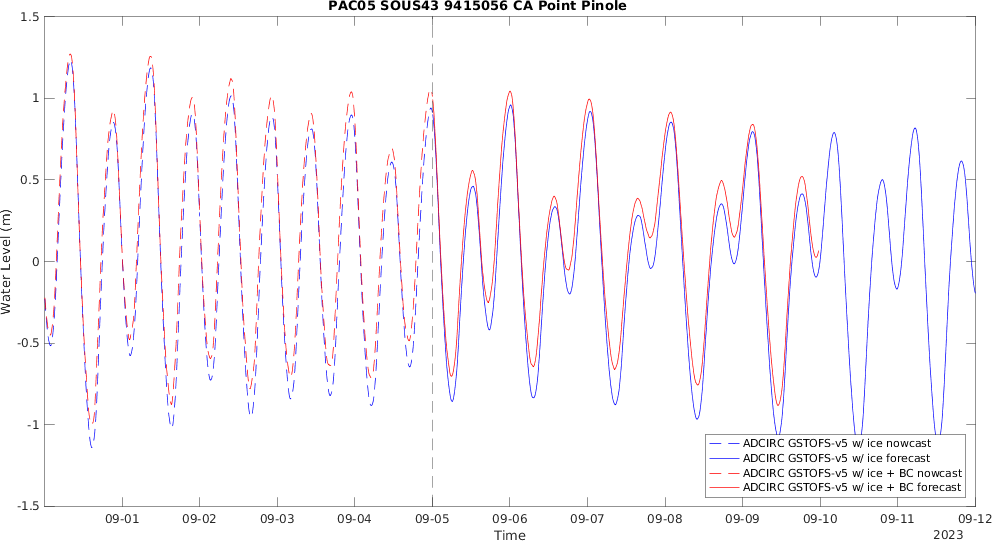 PAC05 SOUS43 9415056 CA Point Pinole
1.5
1
0.5
0
-0.5
-1
-1.5
Water Level (m)
ADCIRC GSTOFS-v5 w/ ice nowcast
ADCIRC GSTOFS-v5 w/ ice forecast
ADCIRC GSTOFS-v5 w/ ice + BC nowcast
ADCIRC GSTOFS-v5 w/ ice + BC forecast
09-01 09-02 09-03 09-04 09-05 09-06 09-07 09-08 09-09 09-10 09-11 09-12
Time
2023